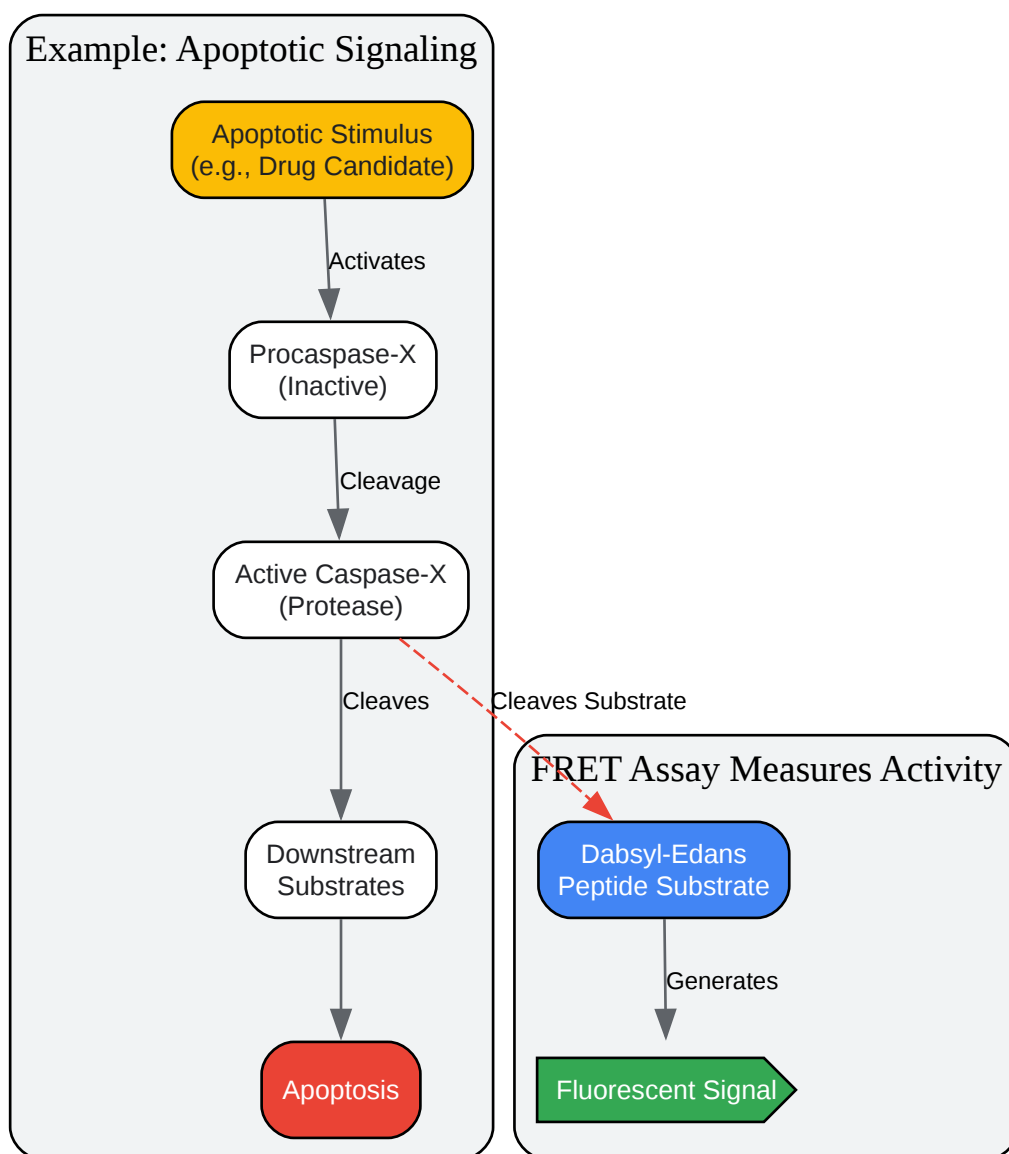 Example: Apoptotic Signaling
Apoptotic Stimulus
(e.g., Drug Candidate)
Activates
Procaspase-X
(Inactive)
Cleavage
Active Caspase-X
(Protease)
Cleaves
Cleaves Substrate
FRET Assay Measures Activity
Downstream
Substrates
Dabsyl-Edans
Peptide Substrate
Generates
Apoptosis
Fluorescent Signal